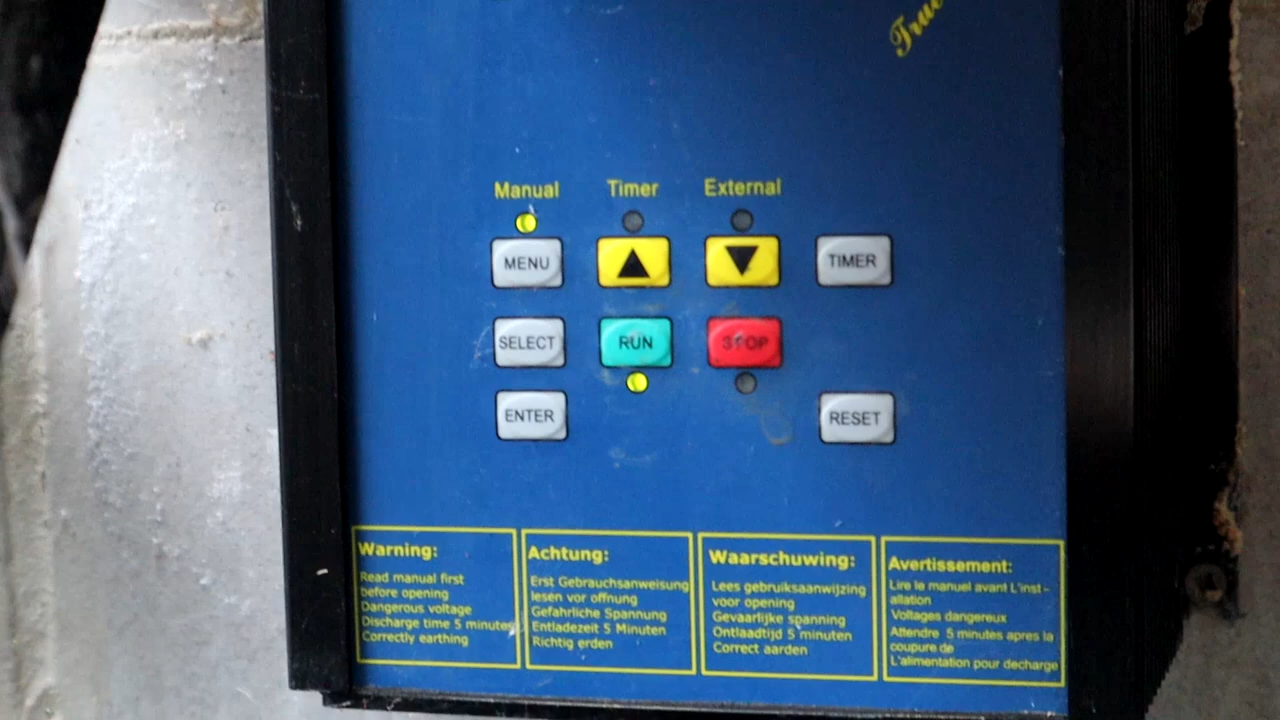 Manual Timer External
MENU TIMER
SELECT RUN STOP
ENTER RESET
Warning:
Read manual first
before opening
Dangerous voltage
Discharge time 5 minutes
Correctly earthing
Achtung:
Erst Gebrauchsanweisung
lesen vor offnung
Gefahrliche Spannung
Entladezeit 5 Minuten
Richtig erden
Waarschuwing:
Lees gebruiksaanwijzing
voor opening
Gevaarlijke spanning
Ontlaadtijd 5 minuten
Correct aarden
Avertissement:
Lire le manuel avant L'inst-
allation
Voltages dangereux
Attendre 5 minutes apres la
coupure de
L'alimentation pour decharge